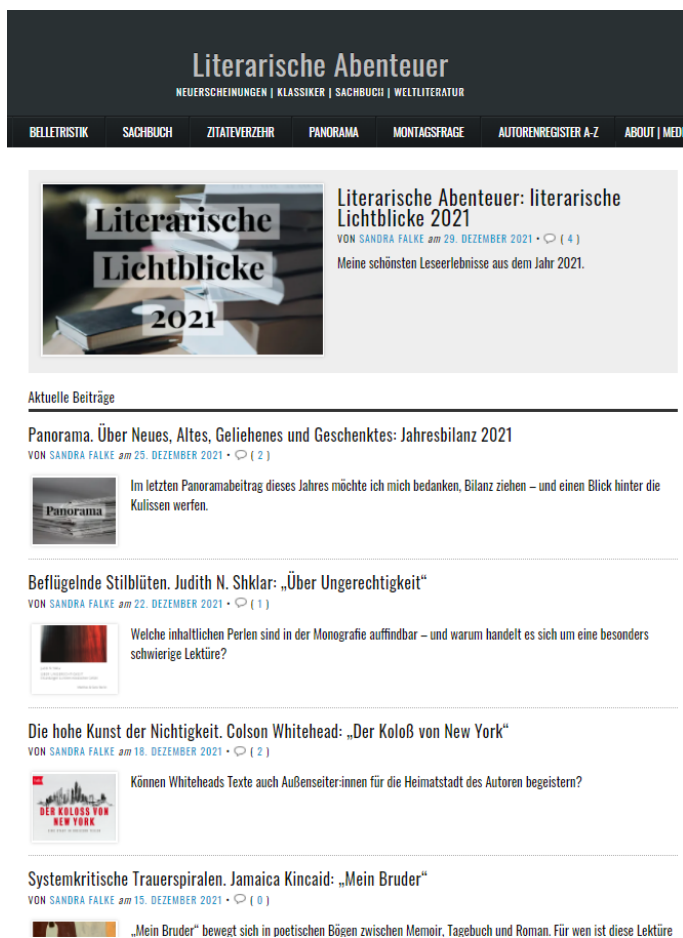 Literarische Abenteuer
NEUERSCHEINUNGEN | KLASSIKER | SACHBUCH | WELTLITERATUR
BELLETRISTIK SACHBUCH ZITATEVERZEHR PANORAMA MONTAGSFRAGE AUTORENREGISTER A-Z ABOUT | MED
Literarische
Lichtblicke
2021
Literarische Abenteuer: literarische
Lichtblicke 2021
VON SANDRA FALKE am 29. DEZEMBER 2021 • ( 4 )
Meine schönsten Leseerlebnisse aus dem Jahr 2021.
Aktuelle Beiträge
Panorama. Über Neues, Altes, Geliehenes und Geschenktes: Jahresbilanz 2021
VON SANDRA FALKE am 25. DEZEMBER 2021 • ( 2 )
Panorama
Im letzten Panoramabeitrag dieses Jahres möchte ich mich bedanken, Bilanz ziehen – und einen Blick hinter die
Kulissen werfen.
Beflügelnde Stilblüten. Judith N. Shklar: „Über Ungerechtigkeit“
VON SANDRA FALKE am 22. DEZEMBER 2021 • ( 1 )
Welche inhaltlichen Perlen sind in der Monografie auffindbar – und warum handelt es sich um eine besonders
schwierige Lektüre?
Die hohe Kunst der Nichtigkeit. Colson Whitehead: „Der Koloß von New York“
VON SANDRA FALKE am 18. DEZEMBER 2021 • ( 2 )
DER KOLOSS VON
NEW YORK
Können Whiteheads Texte auch Außenseiter:innen für die Heimatstadt des Autoren begeistern?
Systemkritische Trauerspiralen. Jamaica Kincaid: „Mein Bruder“
VON SANDRA FALKE am 15. DEZEMBER 2021 • ( 0 )
„Mein Bruder“ bewegt sich in poetischen Bögen zwischen Memoir, Tagebuch und Roman. Für wen ist diese Lektüre